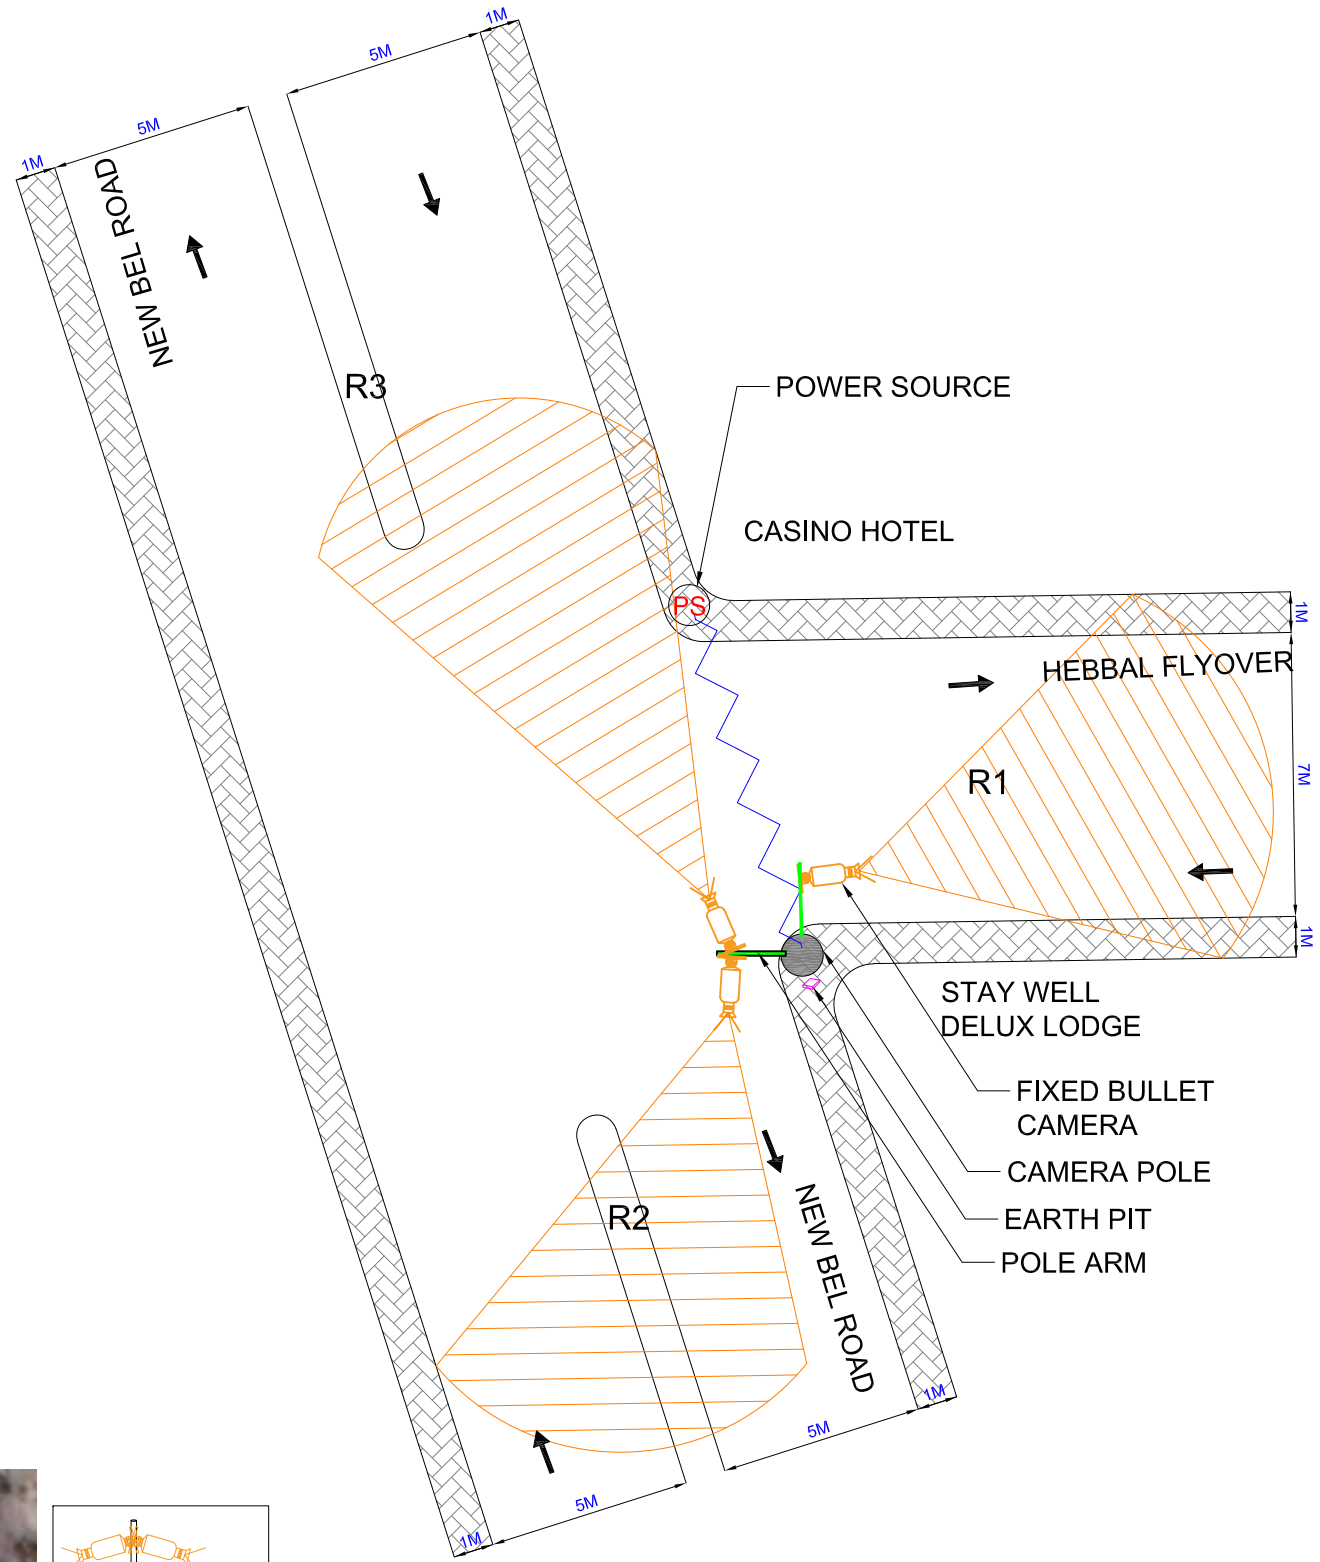 1M
5M
5M
1M
NEW BEL ROAD
R3
POWER SOURCE
CASINO HOTEL
PS
1M
HEBBAL FLYOVER
7M
R1
1M
STAY WELL
DELUX LODGE
FIXED BULLET
CAMERA
CAMERA POLE
EARTH PIT
POLE ARM
R2
NEW BEL ROAD
1M
5M
5M
1M